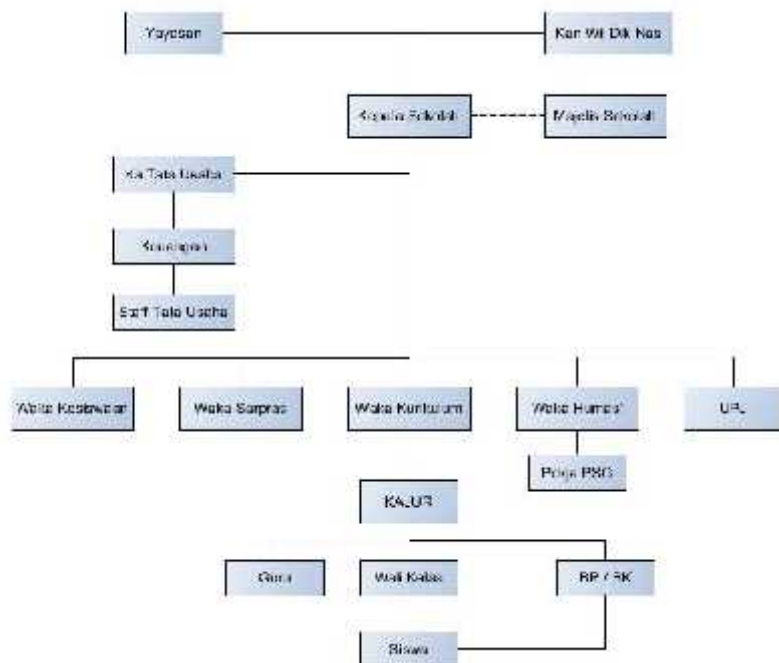 Yayasan
Kan Wil Dik Nas
Kepala Sekolah
Majelis Sekolah
Ka Tata Usaha
Keuangan
Staff Tata Usaha
Waka Kesiswaan
Waka Sarpras
Waka Kurikulum
Waka Humas
UPJ
Pokja PSG
KAJUR
Guru
Wali Kelas
BP / BK
Siswa